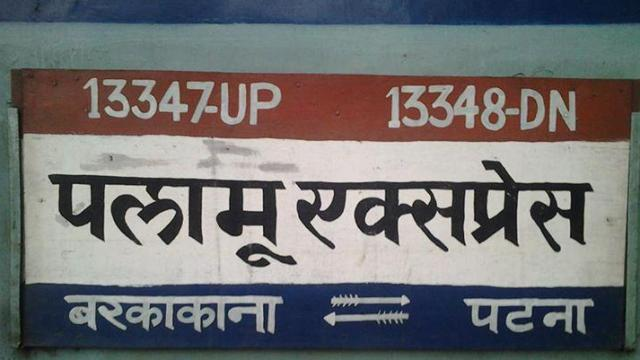 13347-UP 13348-DN
पलामू एक्सप्रेस
बरकाकाना पटना